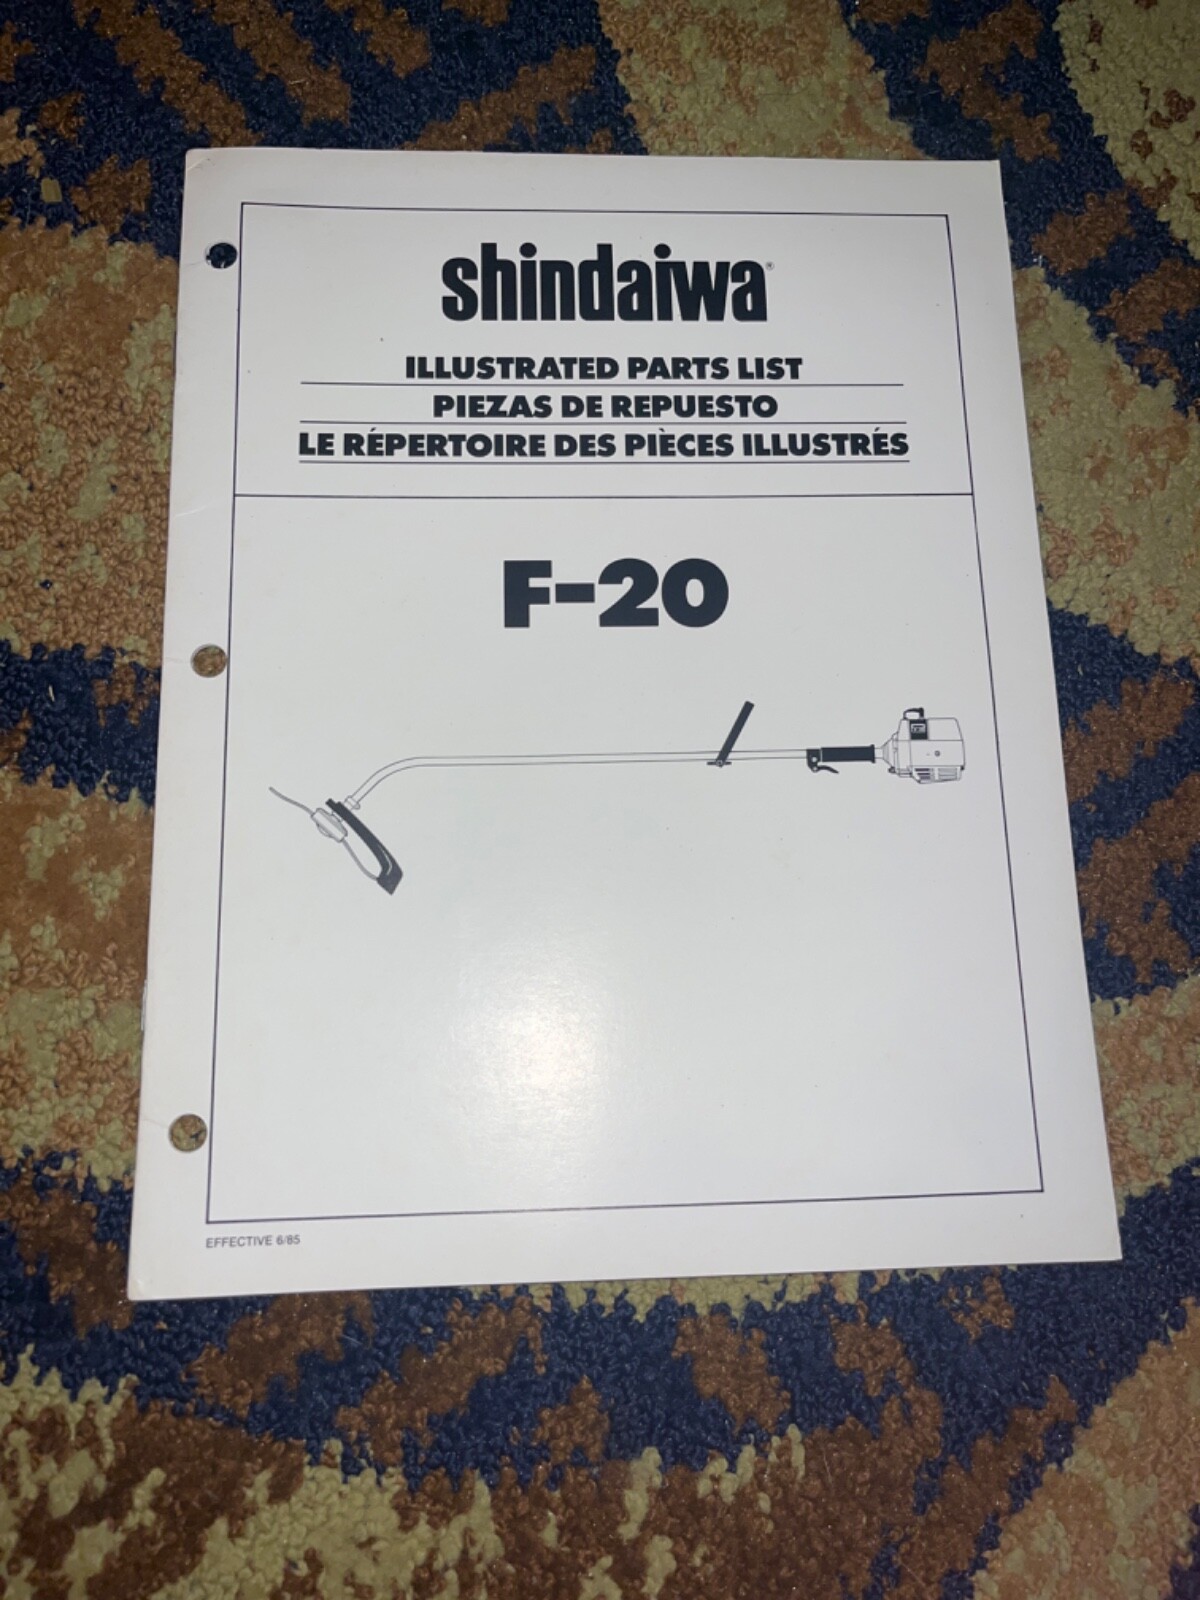 shindaiwa®
ILLUSTRATED PARTS LIST
PIEZAS DE REPUESTO
LE RÉPERTOIRE DES PIÈCES ILLUSTRÉS
F-20
EFFECTIVE 6/85